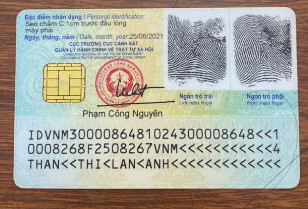 Đặc điểm nhân dạng / Personal identification:
Sẹo chấm C:1cm trước đầu lông
mày phải
Ngày, tháng, năm / Date, month, year: 25/06/2021
CỤC TRƯỞNG CỤC CẢNH SÁT
QUẢN LÝ HÀNH CHÍNH VỀ TRẬT TỰ XÃ HỘI
Phạm Công Nguyên
Ngón trỏ trái
Left index finger
Ngón trỏ phải
Right index finger
IDVNM3000086481024300008648<<1
0008268F2508267VNM<<<<<<<<<<<4
THAN<<THI<LAN<ANH<<<<<<<<<<<<<